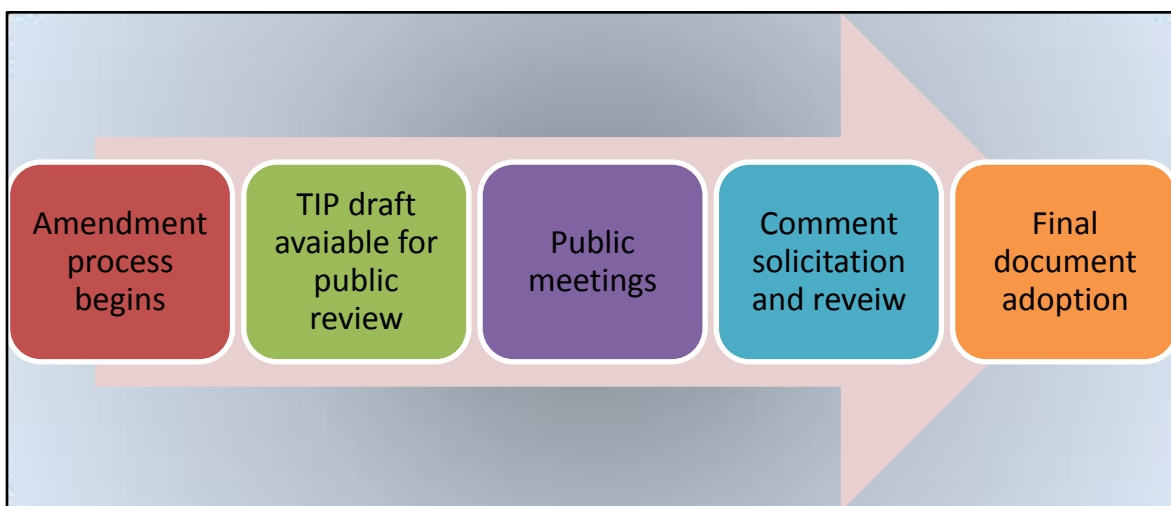 Amendment
process
begins
TIP draft
avaiable for
public
review
Public
meetings
Comment
solicitation
and reveiw
Final
document
adoption